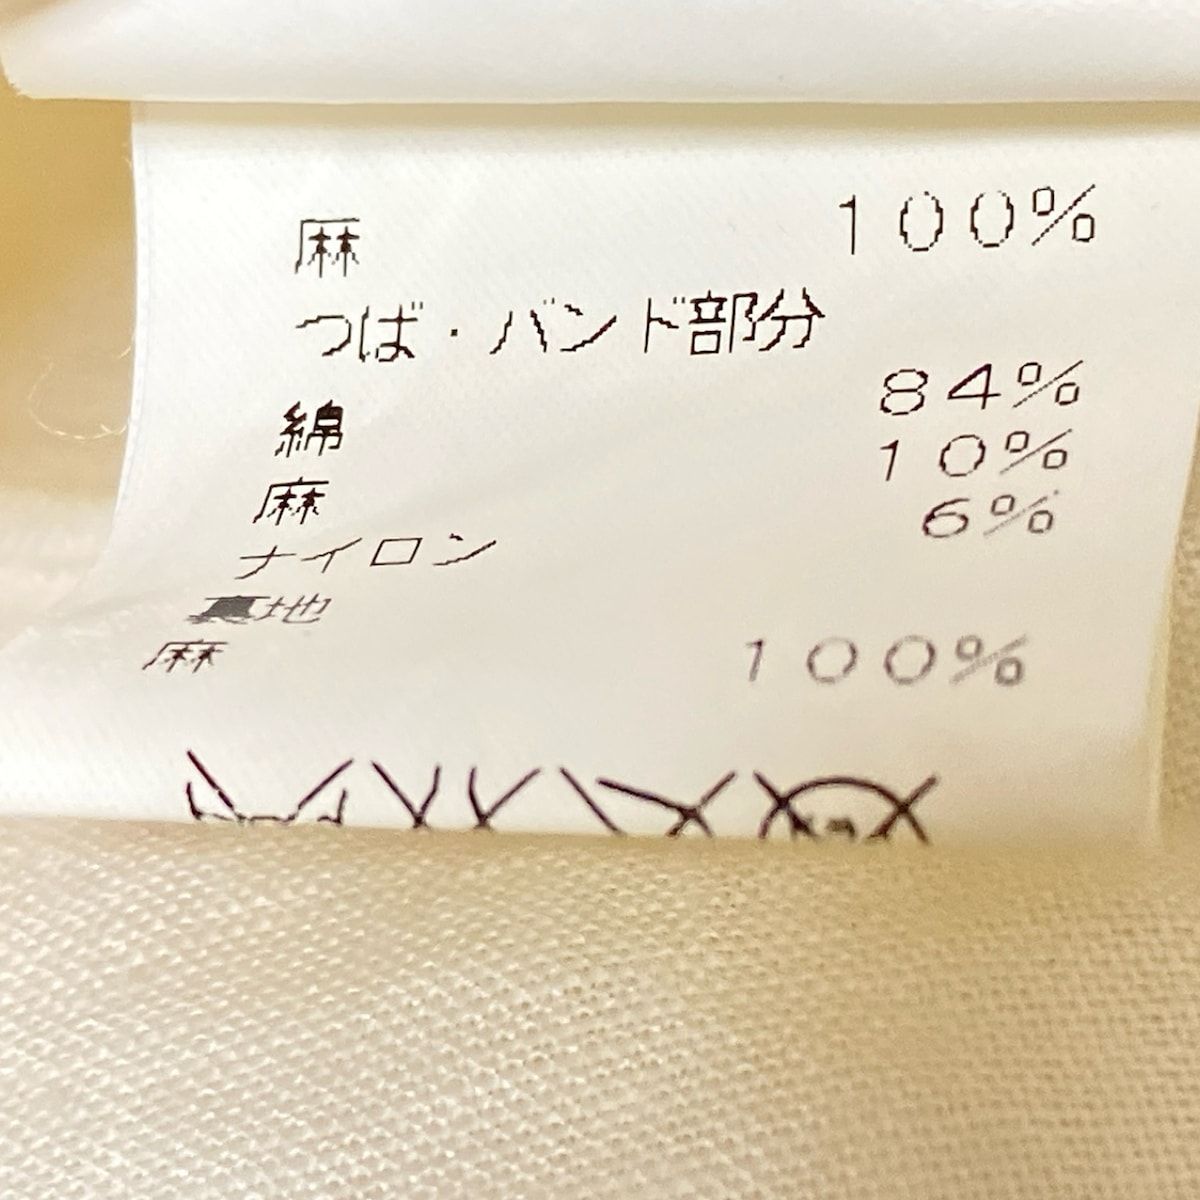 麻 100%
つば・バンド部分
綿 84%
麻 10%
ナイロン 6%
裏地
麻 100%